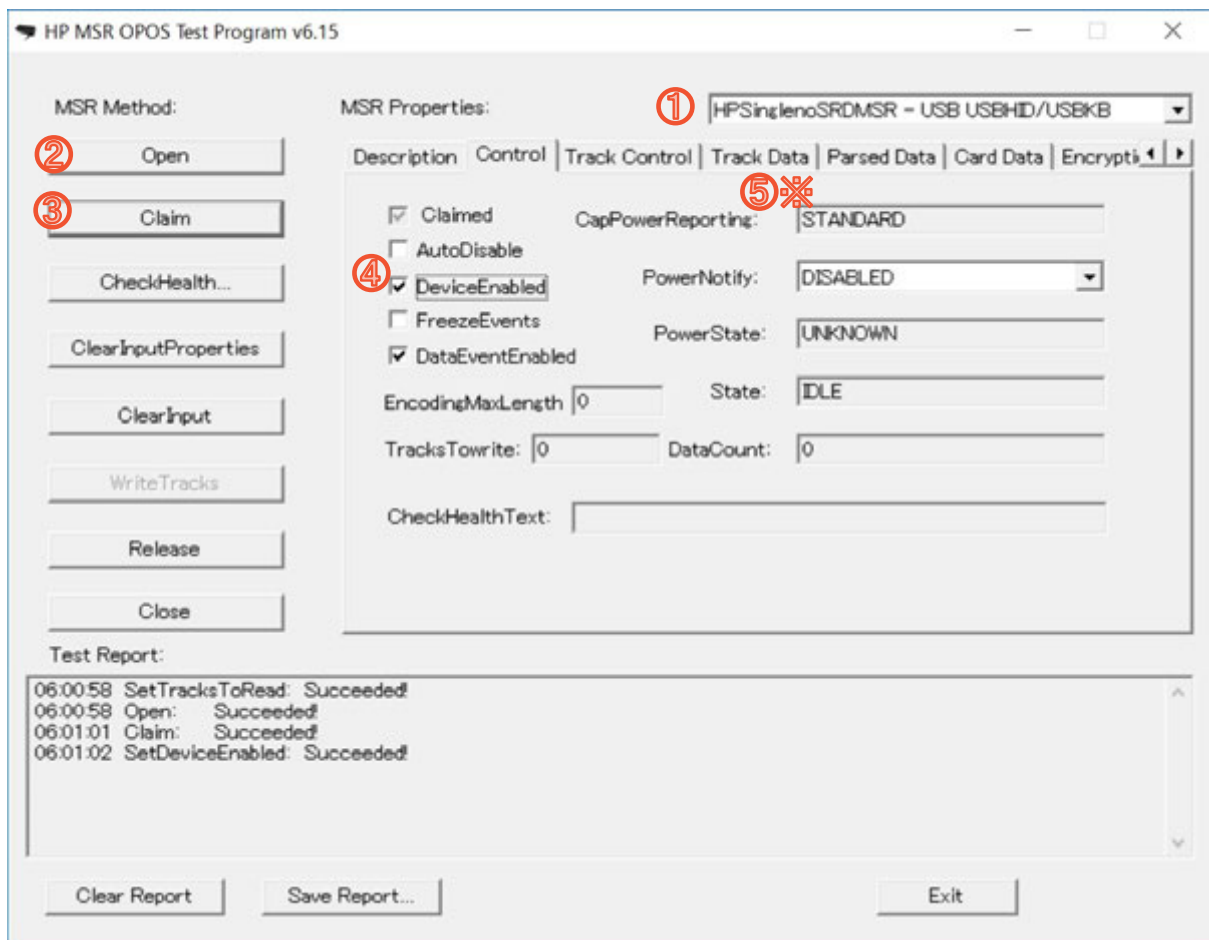 HP MSR OPOS Test Program v6.15
MSR Method:
MSR Properties:
① HPSinglenoSRDMSR - USB USBHID/USBKB
② Open
③ Claim
CheckHealth...
ClearInputProperties
ClearInput
WriteTracks
Release
Close
Description Control Track Control Track Data Parsed Data Card Data Encrypti
⑤※
Claimed
AutoDisable
④ DeviceEnabled
FreezeEvents
DataEventEnabled
CapPowerReporting: STANDARD
PowerNotify: DISABLED
PowerState: UNKNOWN
State: IDLE
EncodingMaxLength 0
TracksTowrite: 0
DataCount: 0
CheckHealthText:
Test Report:
06:00:58 SetTracksToRead: Succeeded!
06:00:58 Open: Succeeded!
06:01:01 Claim: Succeeded!
06:01:02 SetDeviceEnabled: Succeeded!
Clear Report
Save Report...
Exit